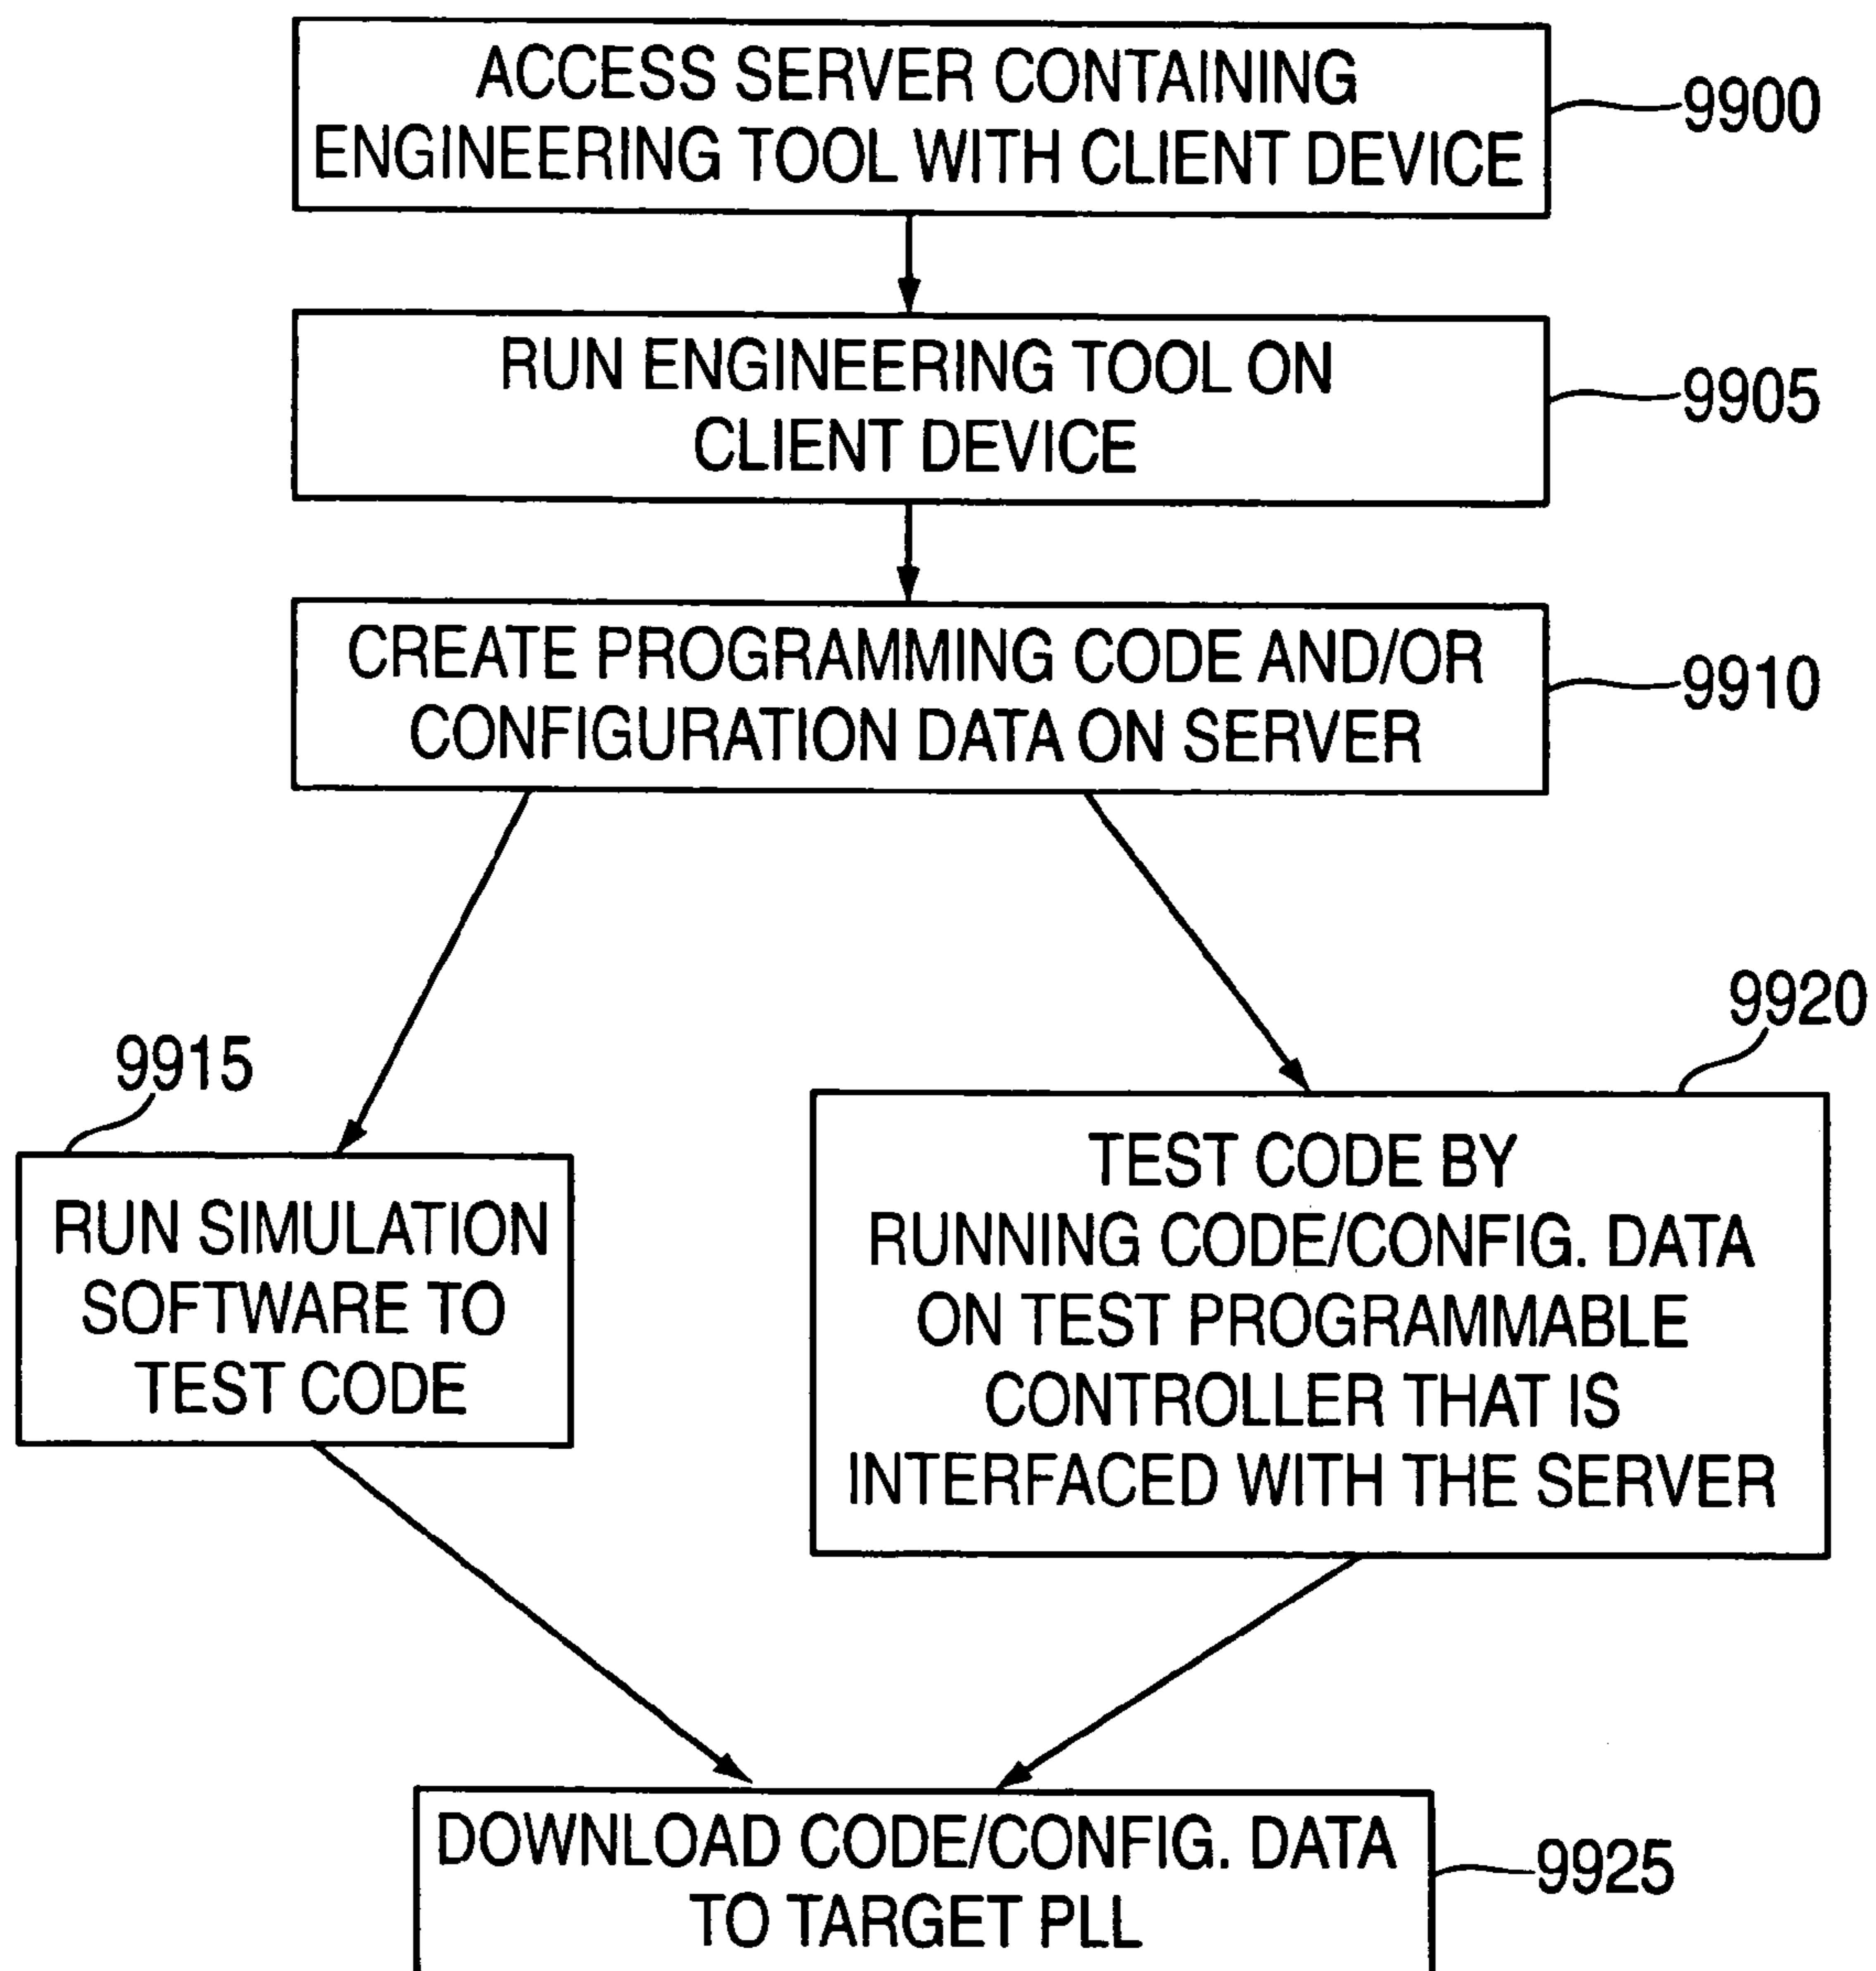 ACCESS SERVER CONTAINING
ENGINEERING TOOL WITH CLIENT DEVICE
9900
RUN ENGINEERING TOOL ON
CLIENT DEVICE
9905
CREATE PROGRAMMING CODE AND/OR
CONFIGURATION DATA ON SERVER
9910
9915
RUN SIMULATION
SOFTWARE TO
TEST CODE
9920
TEST CODE BY
RUNNING CODE/CONFIG. DATA
ON TEST PROGRAMMABLE
CONTROLLER THAT IS
INTERFACED WITH THE SERVER
DOWNLOAD CODE/CONFIG. DATA
TO TARGET PLL
9925